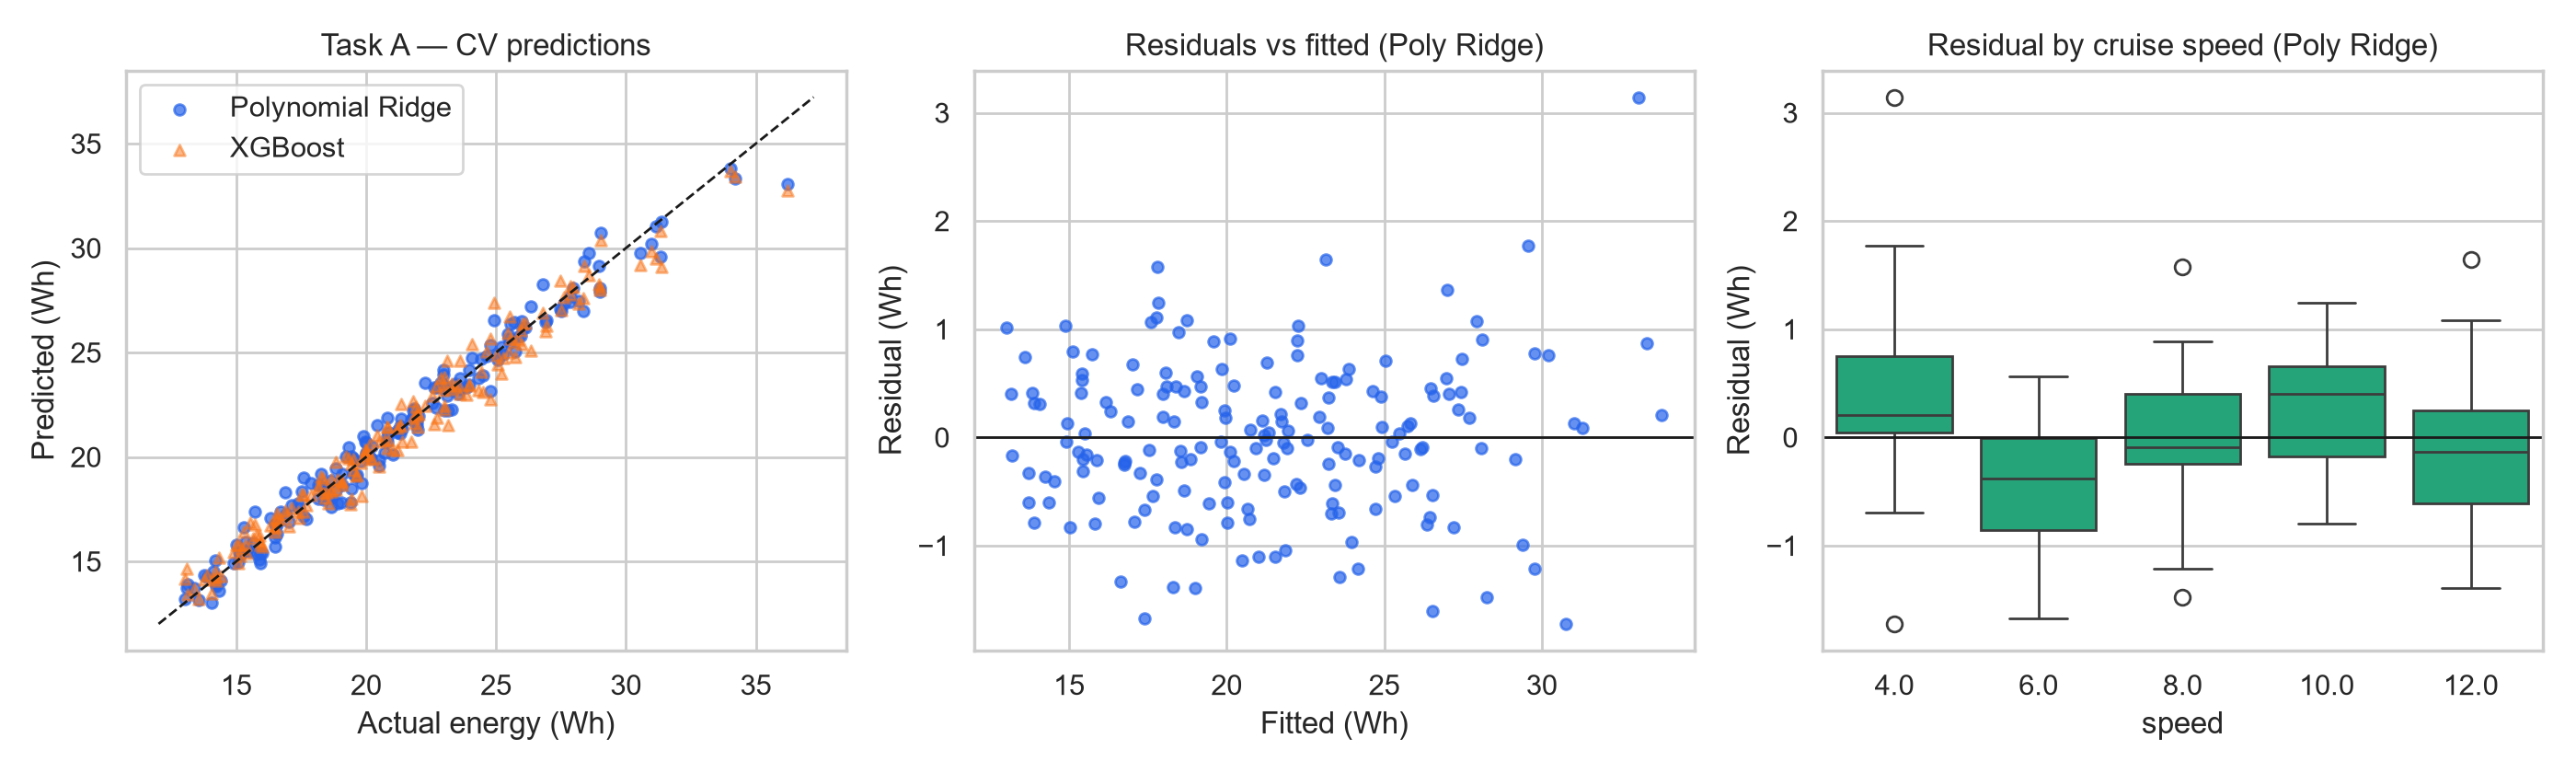 Task A — CV predictions
Polynomial Ridge
XGBoost
Predicted (Wh)
35
30
25
20
15
15 20 25 30 35
Actual energy (Wh)
Residuals vs fitted (Poly Ridge)
Residual (Wh)
3
2
1
0
−1
15 20 25 30
Fitted (Wh)
Residual by cruise speed (Poly Ridge)
Residual (Wh)
3
2
1
0
−1
4.0 6.0 8.0 10.0 12.0
speed